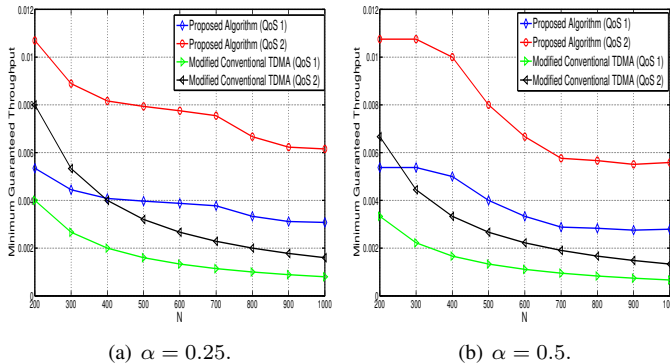 0.012
0.01
0.008
0.006
0.004
0.002
0
Minimum Guaranteed Throughput
200 300 400 500 600 700 800 900 1000
N
Proposed Algorithm (QoS 1)
Proposed Algorithm (QoS 2)
Modified Conventional TDMA (QoS 1)
Modified Conventional TDMA (QoS 2)
(a) α = 0.25.
0.012
0.01
0.008
0.006
0.004
0.002
0
Minimum Guaranteed Throughput
200 300 400 500 600 700 800 900 100
N
Proposed Algorithm (QoS 1)
Proposed Algorithm (QoS 2)
Modified Conventional TDMA (QoS 1)
Modified Conventional TDMA (QoS 2)
(b) α = 0.5.